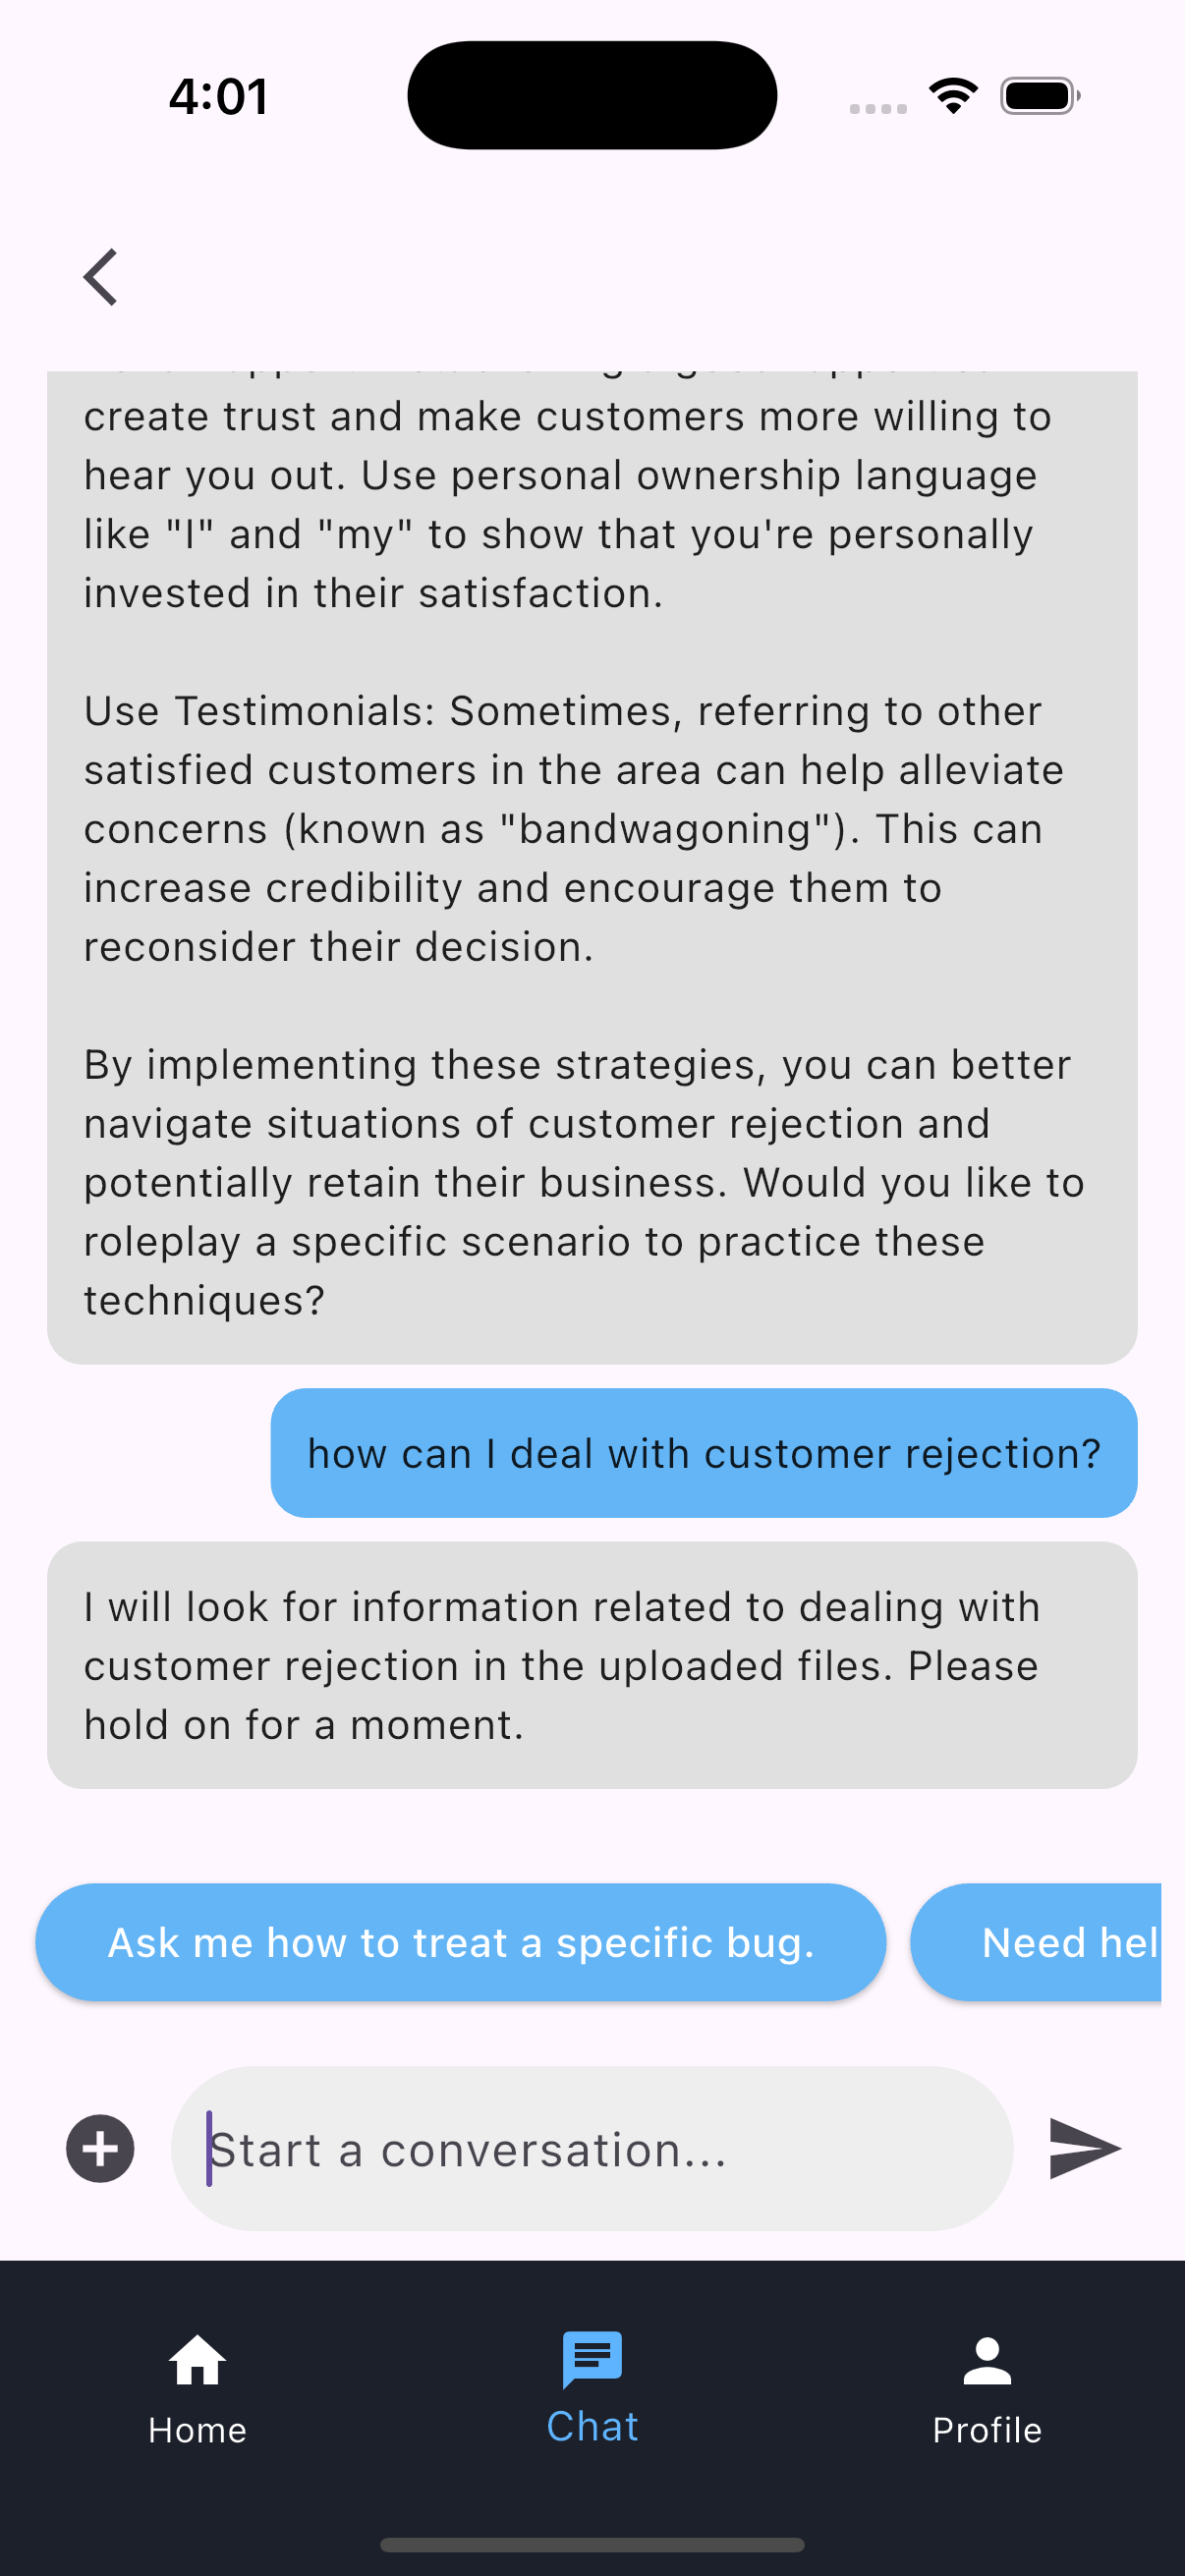 4:01
create trust and make customers more willing to
hear you out. Use personal ownership language
like "I" and "my" to show that you're personally
invested in their satisfaction.
Use Testimonials: Sometimes, referring to other
satisfied customers in the area can help alleviate
concerns (known as "bandwagoning"). This can
increase credibility and encourage them to
reconsider their decision.
By implementing these strategies, you can better
navigate situations of customer rejection and
potentially retain their business. Would you like to
roleplay a specific scenario to practice these
techniques?
how can I deal with customer rejection?
I will look for information related to dealing with
customer rejection in the uploaded files. Please
hold on for a moment.
Ask me how to treat a specific bug.
Need hel
Start a conversation...
Home
Chat
Profile